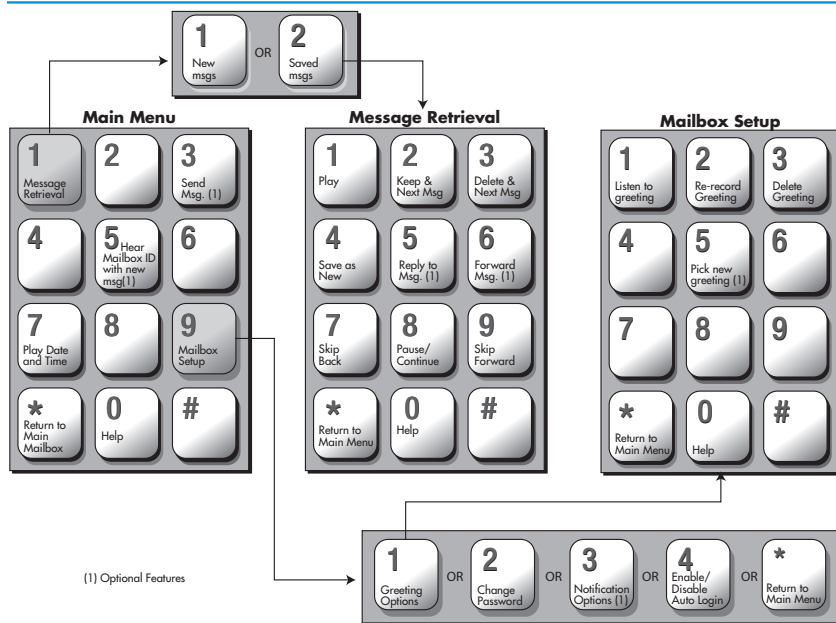 1
New
msgs
OR
2
Saved
msgs
Main Menu
1
Message
Retrieval
2
3
Send
Msg. (1)
4
5 Hear
Mailbox ID
with new
msg(1)
6
7
Play Date
and Time
8
9
Mailbox
Setup
*
Return to
Main
Mailbox
0
Help
#
Message Retrieval
1
Play
2
Keep &
Next Msg
3
Delete &
Next Msg
4
Save as
New
5
Reply to
Msg. (1)
6
Forward
Msg. (1)
7
Skip
Back
8
Pause/
Continue
9
Skip
Forward
*
Return to
Main Menu
0
Help
#
Mailbox Setup
1
Listen to
greeting
2
Re-record
Greeting
3
Delete
Greeting
4
5
Pick new
greeting (1)
6
7
8
9
*
Return to
Main Menu
0
Help
#
(1) Optional Features
1
Greeting
Options
OR
2
Change
Password
OR
3
Notification
Options (1)
OR
4
Enable/
Disable
Auto Login
OR
*
Return to
Main Menu